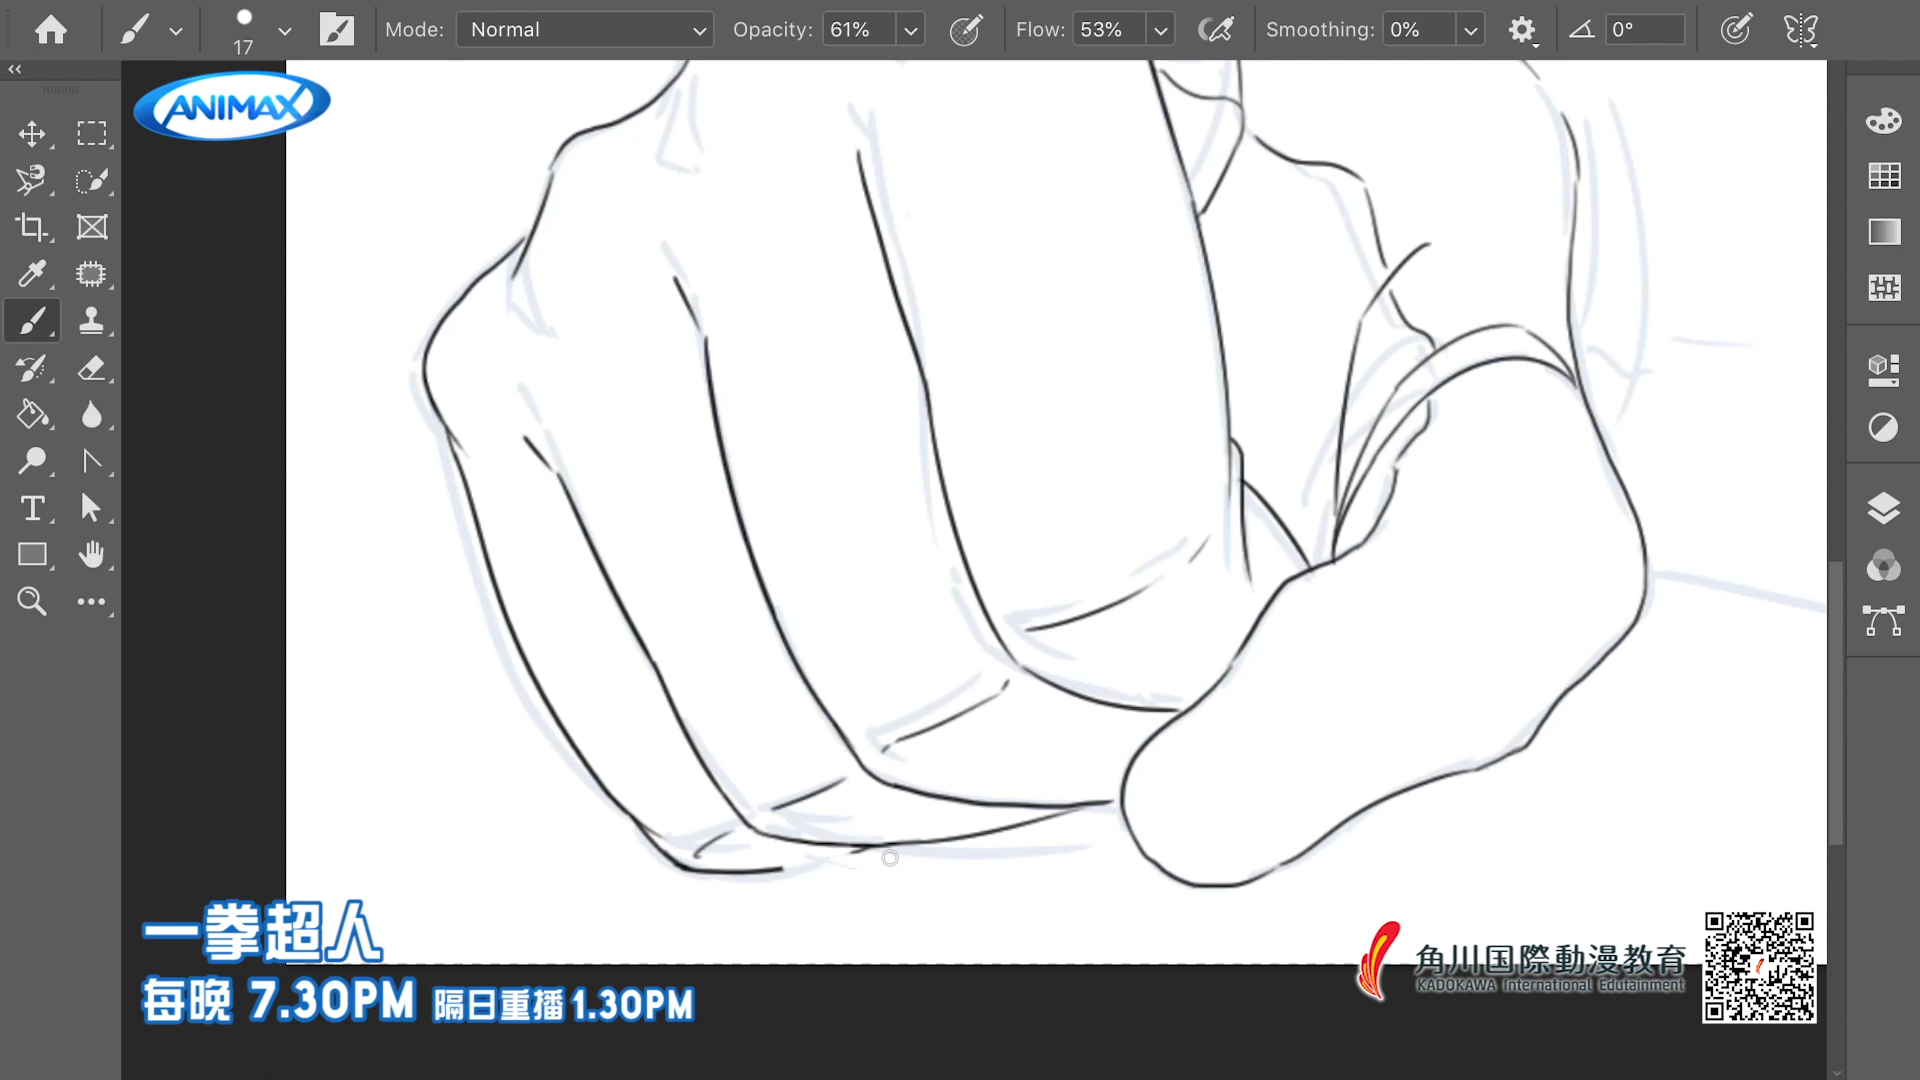 Mode: Normal Opacity: 61% Flow: 53% Smoothing: 0% 0°
17
ANIMAX
一拳超人
每晚 7.30PM 隔日重播 1.30PM
角川国際動漫教育
KADOKAWA International Edutainment